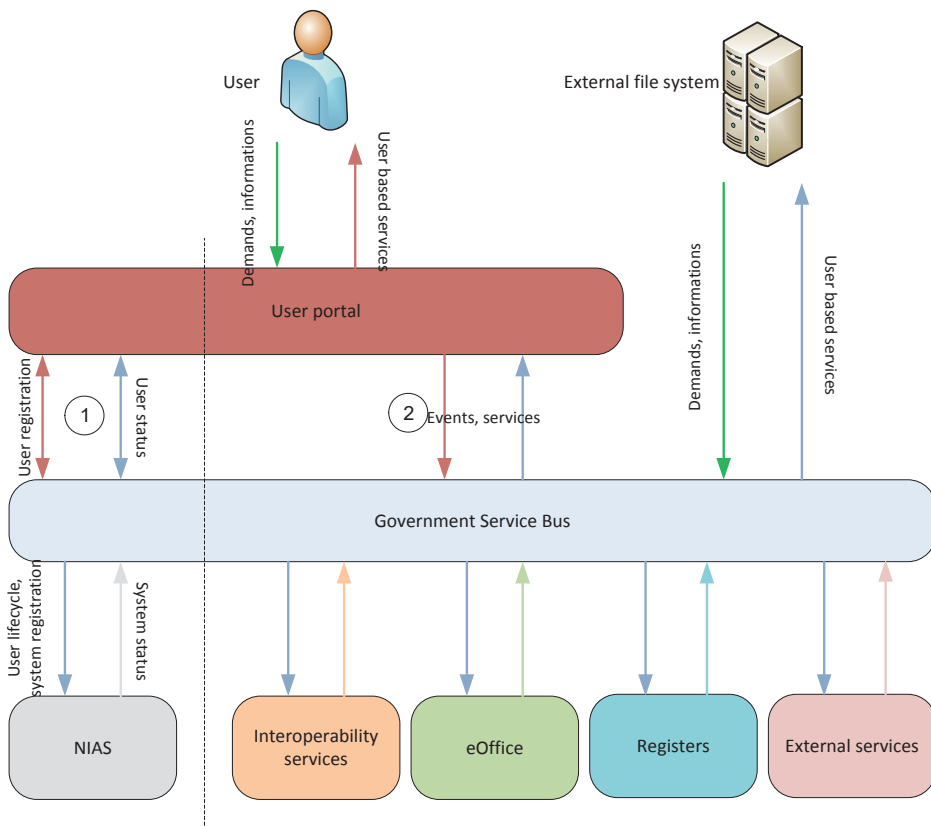 User
External file system
Demands, informations
User based services
User portal
Demands, informations
User based services
User registration
1
User status
2
Events, services
Government Service Bus
User lifecycle,
system registration
System status
NIAS
Interoperability
services
eOffice
Registers
External services